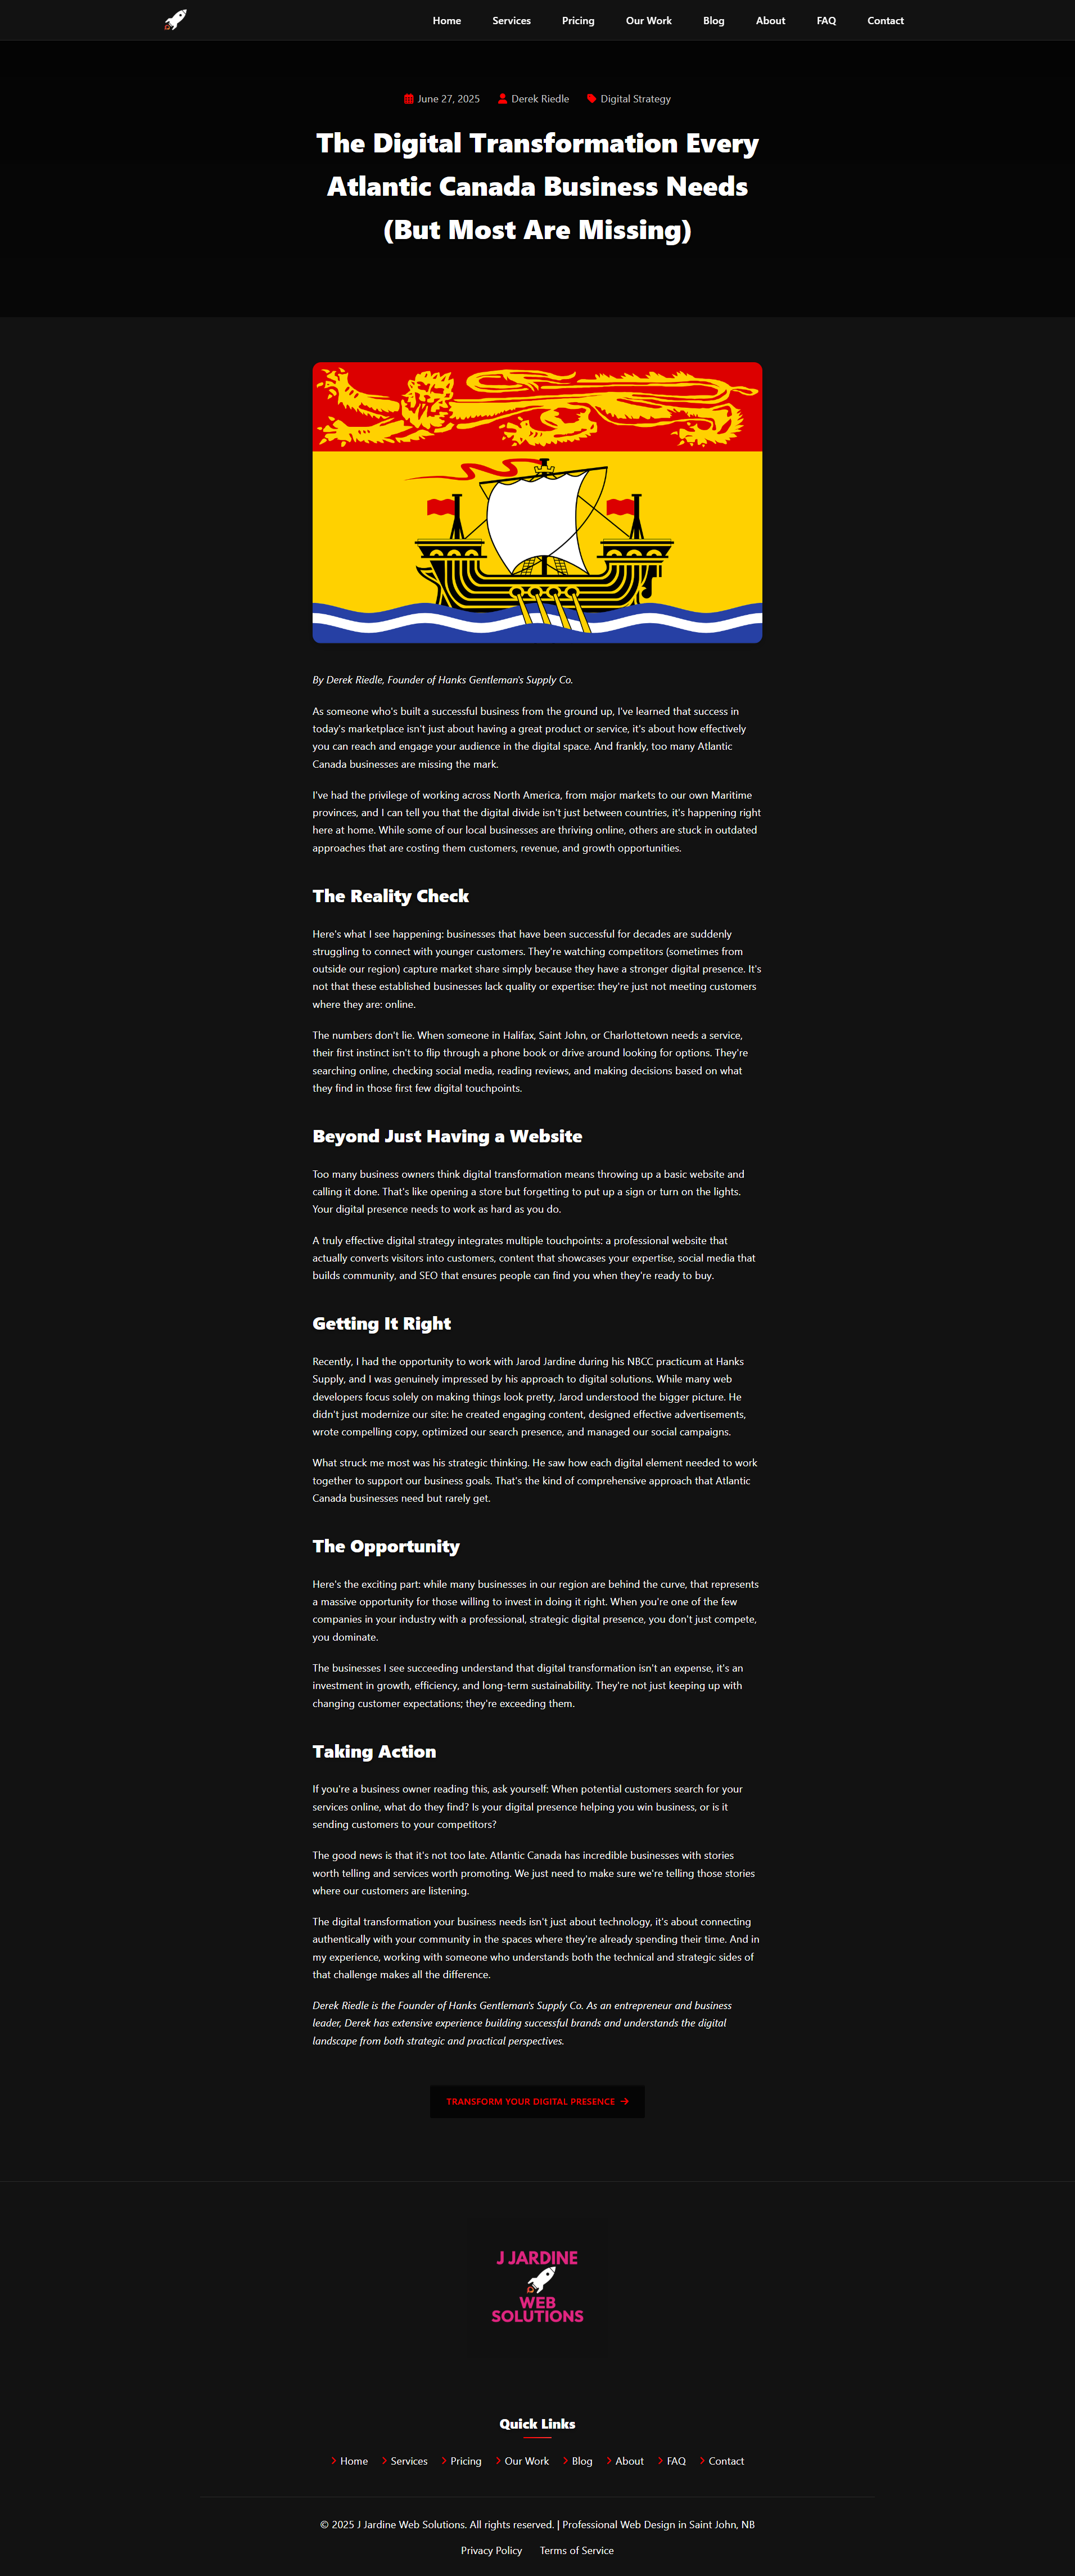 Home Services Pricing Our Work Blog About FAQ Contact
June 27, 2025 Derek Riedle Digital Strategy
The Digital Transformation Every
Atlantic Canada Business Needs
(But Most Are Missing)
By Derek Riedle, Founder of Hanks Gentleman's Supply Co.
As someone who's built a successful business from the ground up, I've learned that success in
today's marketplace isn't just about having a great product or service, it's about how effectively
you can reach and engage your audience in the digital space. And frankly, too many Atlantic
Canada businesses are missing the mark.
I've had the privilege of working across North America, from major markets to our own Maritime
provinces, and I can tell you that the digital divide isn't just between countries, it's happening right
here at home. While some of our local businesses are thriving online, others are stuck in outdated
approaches that are costing them customers, revenue, and growth opportunities.
The Reality Check
Here's what I see happening: businesses that have been successful for decades are suddenly
struggling to connect with younger customers. They're watching competitors (sometimes from
outside our region) capture market share simply because they have a stronger digital presence. It's
not that these established businesses lack quality or expertise: they're just not meeting customers
where they are: online.
The numbers don't lie. When someone in Halifax, Saint John, or Charlottetown needs a service,
their first instinct isn't to flip through a phone book or drive around looking for options. They're
searching online, checking social media, reading reviews, and making decisions based on what
they find in those first few digital touchpoints.
Beyond Just Having a Website
Too many business owners think digital transformation means throwing up a basic website and
calling it done. That's like opening a store but forgetting to put up a sign or turn on the lights.
Your digital presence needs to work as hard as you do.
A truly effective digital strategy integrates multiple touchpoints: a professional website that
actually converts visitors into customers, content that showcases your expertise, social media that
builds community, and SEO that ensures people can find you when they're ready to buy.
Getting It Right
Recently, I had the opportunity to work with Jarod Jardine during his NBCC practicum at Hanks
Supply, and I was genuinely impressed by his approach to digital solutions. While many web
developers focus solely on making things look pretty, Jarod understood the bigger picture. He
didn't just modernize our site: he created engaging content, designed effective advertisements,
wrote compelling copy, optimized our search presence, and managed our social campaigns.
What struck me most was his strategic thinking. He saw how each digital element needed to work
together to support our business goals. That's the kind of comprehensive approach that Atlantic
Canada businesses need but rarely get.
The Opportunity
Here's the exciting part: while many businesses in our region are behind the curve, that represents
a massive opportunity for those willing to invest in doing it right. When you're one of the few
companies in your industry with a professional, strategic digital presence, you don't just compete,
you dominate.
The businesses I see succeeding understand that digital transformation isn't an expense, it's an
investment in growth, efficiency, and long-term sustainability. They're not just keeping up with
changing customer expectations; they're exceeding them.
Taking Action
If you're a business owner reading this, ask yourself: When potential customers search for your
services online, what do they find? Is your digital presence helping you win business, or is it
sending customers to your competitors?
The good news is that it's not too late. Atlantic Canada has incredible businesses with stories
worth telling and services worth promoting. We just need to make sure we're telling those stories
where our customers are listening.
The digital transformation your business needs isn't just about technology, it's about connecting
authentically with your community in the spaces where they're already spending their time. And in
my experience, working with someone who understands both the technical and strategic sides of
that challenge makes all the difference.
Derek Riedle is the Founder of Hanks Gentleman's Supply Co. As an entrepreneur and business
leader, Derek has extensive experience building successful brands and understands the digital
landscape from both strategic and practical perspectives.
TRANSFORM YOUR DIGITAL PRESENCE
J JARDINE
WEB
SOLUTIONS
Quick Links
Home Services Pricing Our Work Blog About FAQ Contact
© 2025 J Jardine Web Solutions. All rights reserved. | Professional Web Design in Saint John, NB
Privacy Policy Terms of Service